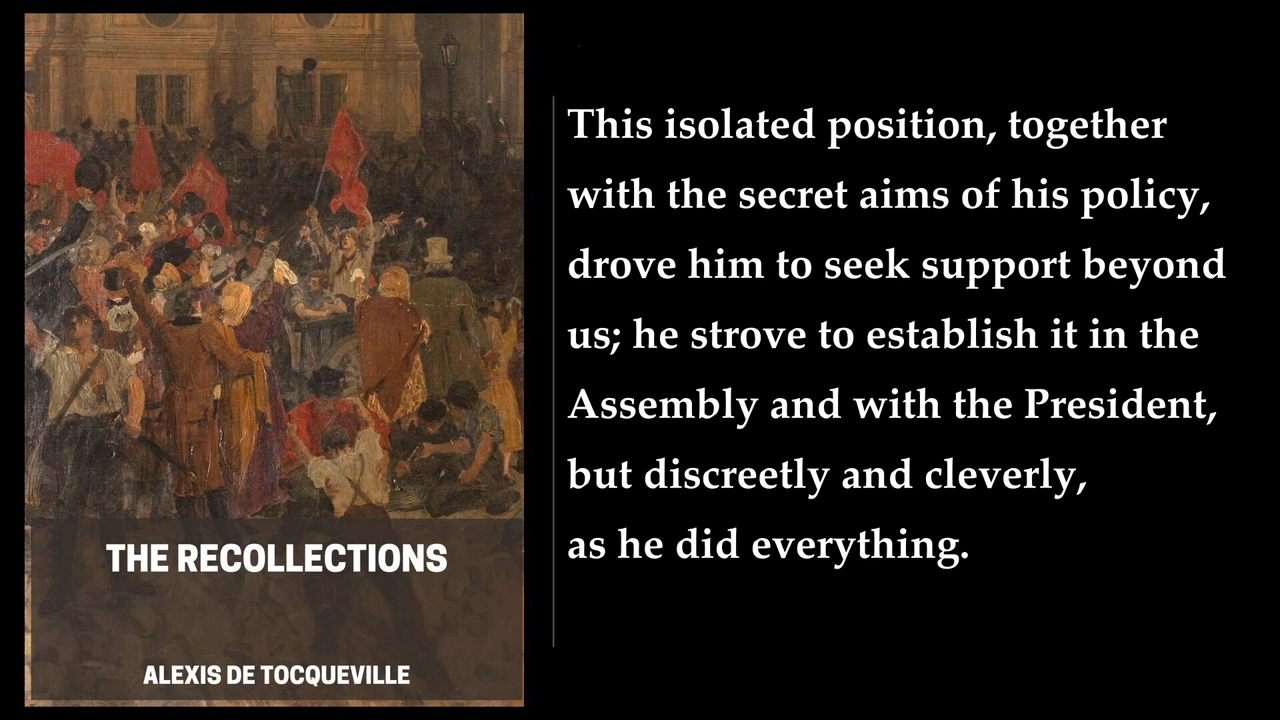 THE RECOLLECTIONS
ALEXIS DE TOCQUEVILLE
This isolated position, together
with the secret aims of his policy,
drove him to seek support beyond
us; he strove to establish it in the
Assembly and with the President,
but discreetly and cleverly,
as he did everything.